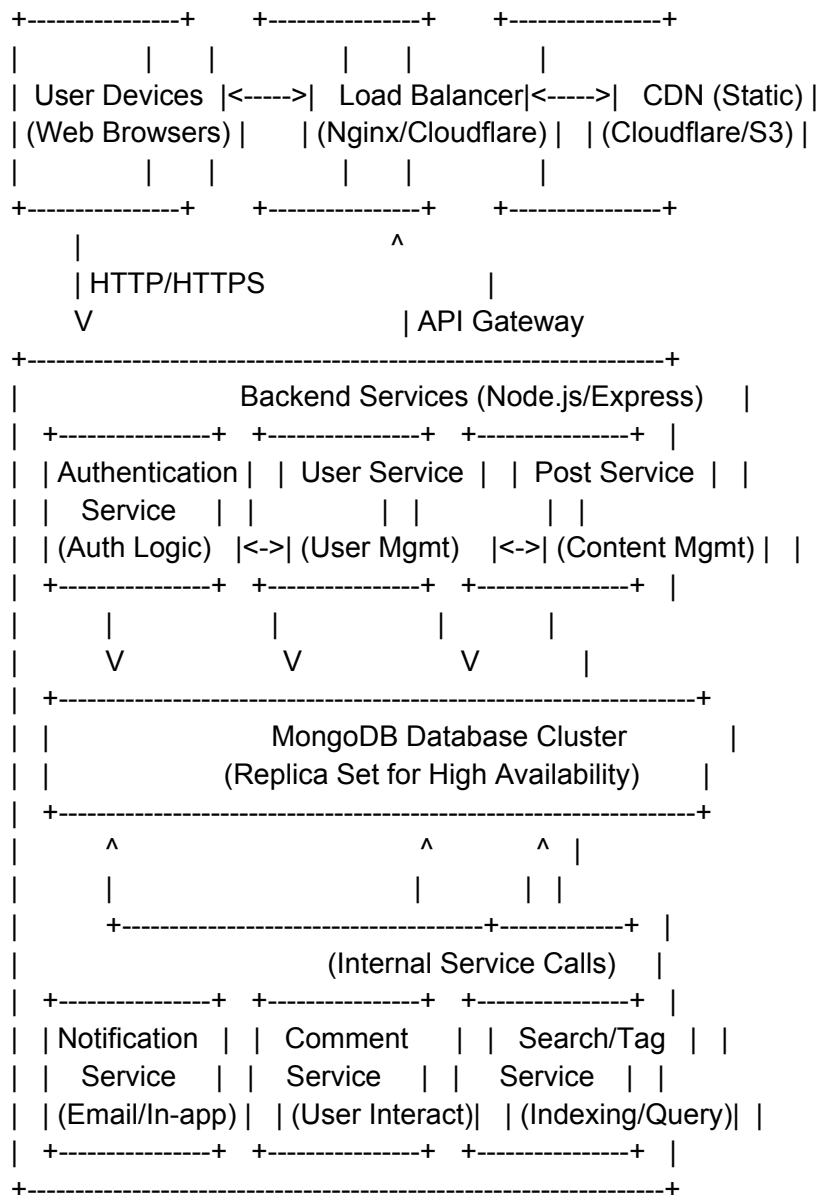 +----------------+ +----------------+ +----------------+
| | | | | |
| User Devices |<----->| Load Balancer|<----->| CDN (Static) |
| (Web Browsers) | | (Nginx/Cloudflare) | | (Cloudflare/S3) |
| | | | | |
+----------------+ +----------------+ +----------------+
| ^
| HTTP/HTTPS |
V | API Gateway
+-------------------------------------------------------------------+
| Backend Services (Node.js/Express) |
| +----------------+ +----------------+ +----------------+ |
| | Authentication | | User Service | | Post Service | |
| | Service | | | | | |
| | (Auth Logic) |<->| (User Mgmt) |<->| (Content Mgmt) | |
| +----------------+ +----------------+ +----------------+ |
| | | | |
| V V V |
| +-------------------------------------------------------------------+
| | MongoDB Database Cluster |
| | (Replica Set for High Availability) |
| +-------------------------------------------------------------------+
| ^ ^ ^ |
| | | | |
| +---------------------------------------+--------------+ |
| (Internal Service Calls) |
| +----------------+ +----------------+ +----------------+ |
| | Notification | | Comment | | Search/Tag | |
| | Service | | Service | | Service | |
| | (Email/In-app) | | (User Interact)| | (Indexing/Query)| |
| +----------------+ +----------------+ +----------------+ |
+-------------------------------------------------------------------+